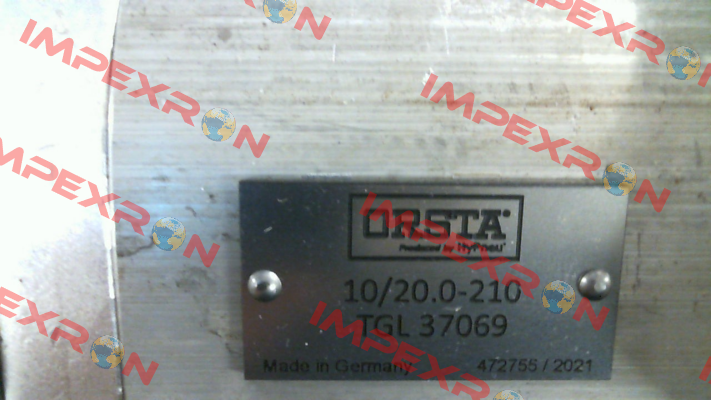 IMPEXRON
IMPEXRON
IMPEXRON
IMPEXRON
IMPEXRON
IMPEXRON
IMPEXRON
ORSTA®
Produced by HyPneu
10/20.0-210
TGL 37069
Made in Germany
472755 / 2021